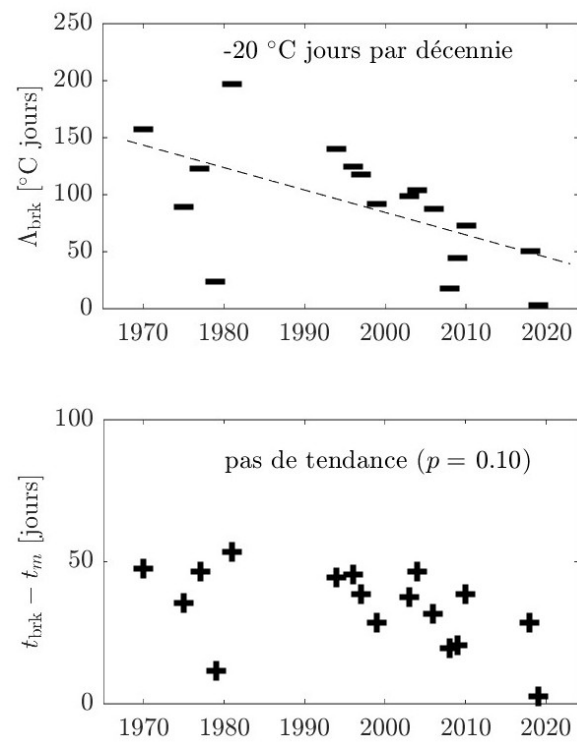 -20 °C jours par décennie
250
200
150
100
50
0
Λbrk [°C jours]
1970 1980 1990 2000 2010 2020
pas de tendance (p = 0.10)
100
50
0
tbrk − tm [jours]
1970 1980 1990 2000 2010 2020